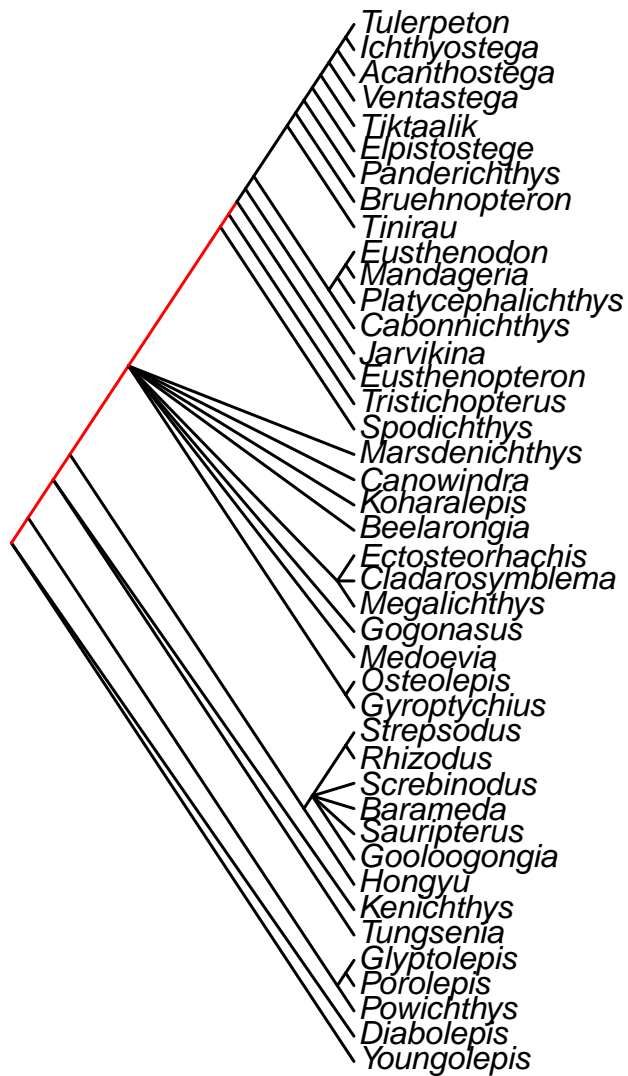 Tulerpeton
Ichthyostega
Acanthostega
Ventastega
Tiktaalik
Elpistostege
Panderichthys
Bruehnopteron
Tinirau
Eusthenodon
Mandageria
Platycephalichthys
Cabonnichthys
Jarvikina
Eusthenopteron
Tristichopterus
Spodichthys
Marsdenichthys
Canowindra
Koharalepis
Beelarongia
Ectosteorhachis
Cladarosymblema
Megalichthys
Gogonasus
Medoevia
Osteolepis
Gyroptychius
Strepsodus
Rhizodus
Screbinodus
Barameda
Sauripterus
Gooloogongia
Hongyu
Kenichthys
Tungsenia
Glyptolepis
Porolepis
Powichthys
Diabolepis
Youngolepis